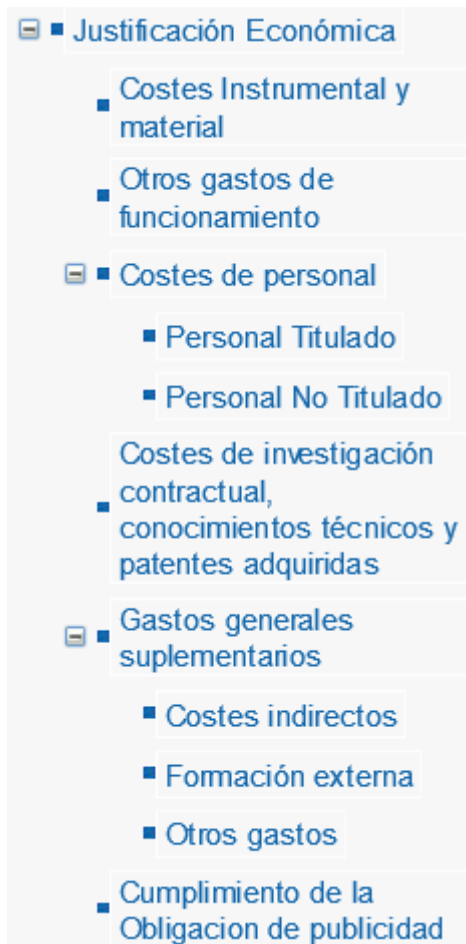 Justificación Económica
Costes Instrumental y
material
Otros gastos de
funcionamiento
Costes de personal
Personal Titulado
Personal No Titulado
Costes de investigación
contractual,
conocimientos técnicos y
patentes adquiridas
Gastos generales
suplementarios
Costes indirectos
Formación externa
Otros gastos
Cumplimiento de la
Obligacion de publicidad